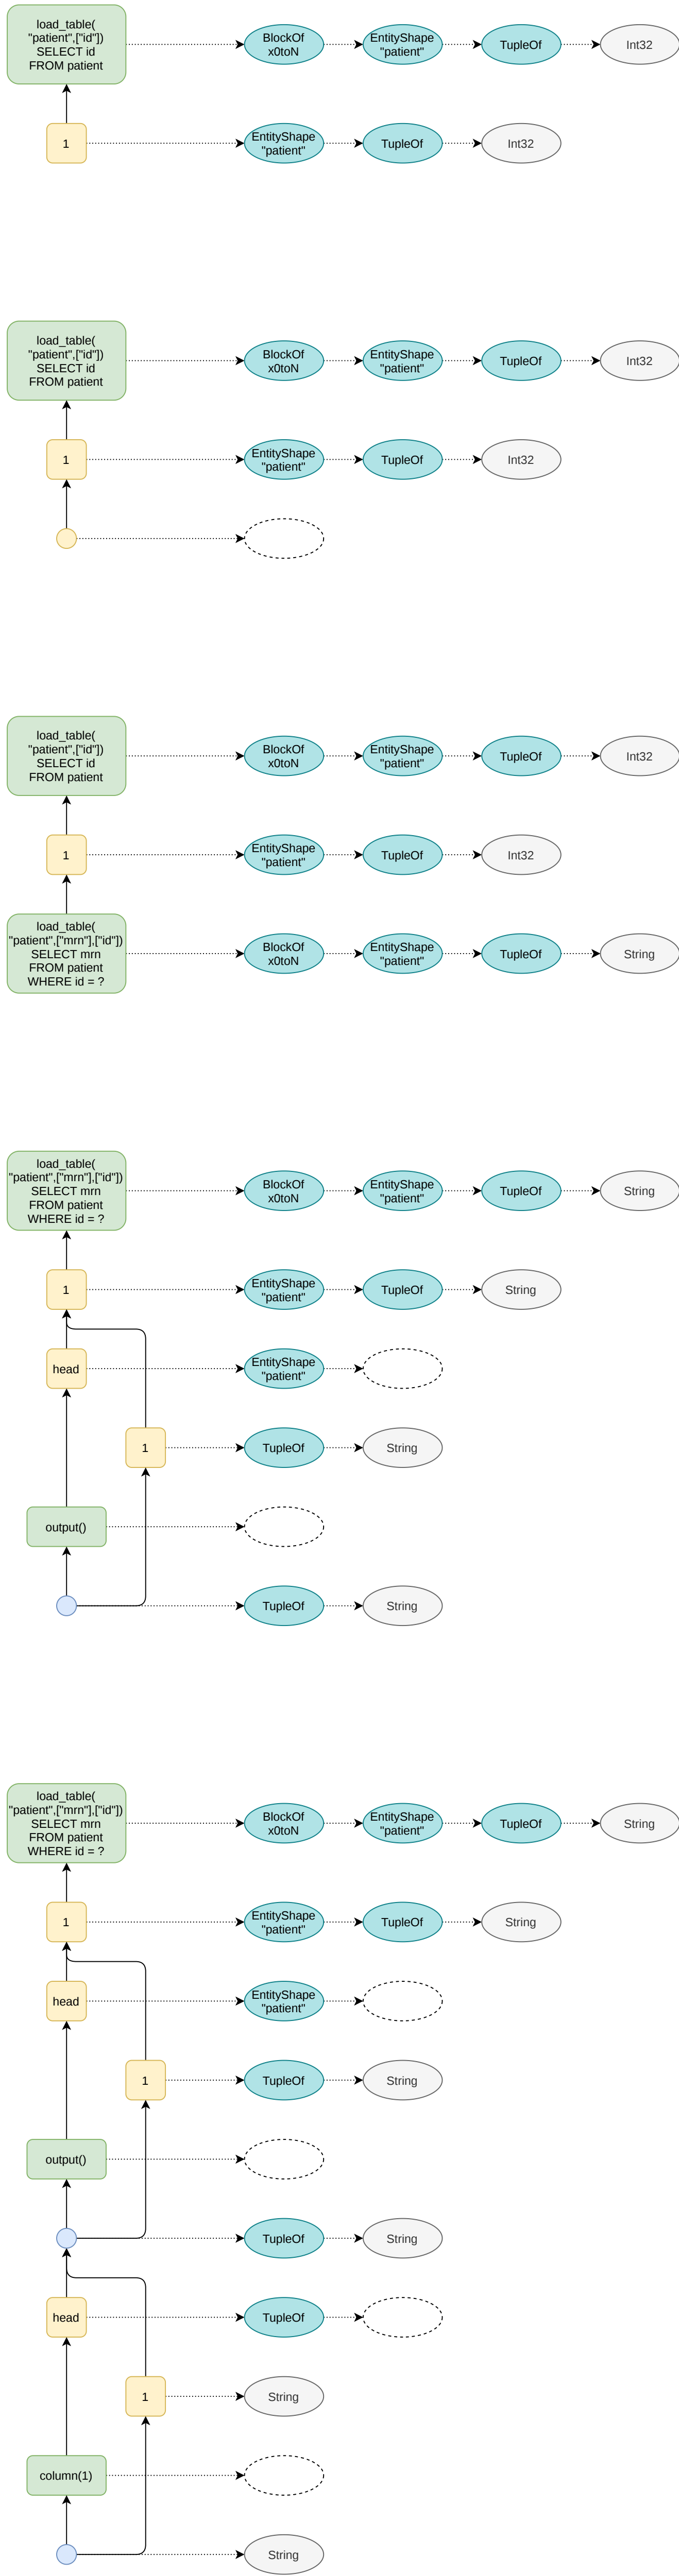 load_table(
"patient",["id"])
SELECT id
FROM patient
BlockOf
x0toN
EntityShape
"patient"
TupleOf
Int32
1
EntityShape
"patient"
TupleOf
Int32
load_table(
"patient",["id"])
SELECT id
FROM patient
BlockOf
x0toN
EntityShape
"patient"
TupleOf
Int32
1
EntityShape
"patient"
TupleOf
Int32
load_table(
"patient",["id"])
SELECT id
FROM patient
BlockOf
x0toN
EntityShape
"patient"
TupleOf
Int32
1
EntityShape
"patient"
TupleOf
Int32
load_table(
"patient",["mrn"],["id"])
SELECT mrn
FROM patient
WHERE id = ?
BlockOf
x0toN
EntityShape
"patient"
TupleOf
String
load_table(
"patient",["mrn"],["id"])
SELECT mrn
FROM patient
WHERE id = ?
BlockOf
x0toN
EntityShape
"patient"
TupleOf
String
1
EntityShape
"patient"
TupleOf
String
head
EntityShape
"patient"
1
TupleOf
String
output()
TupleOf
String
load_table(
"patient",["mrn"],["id"])
SELECT mrn
FROM patient
WHERE id = ?
BlockOf
x0toN
EntityShape
"patient"
TupleOf
String
1
EntityShape
"patient"
TupleOf
String
head
EntityShape
"patient"
1
TupleOf
String
output()
TupleOf
String
head
TupleOf
1
String
column(1)
String